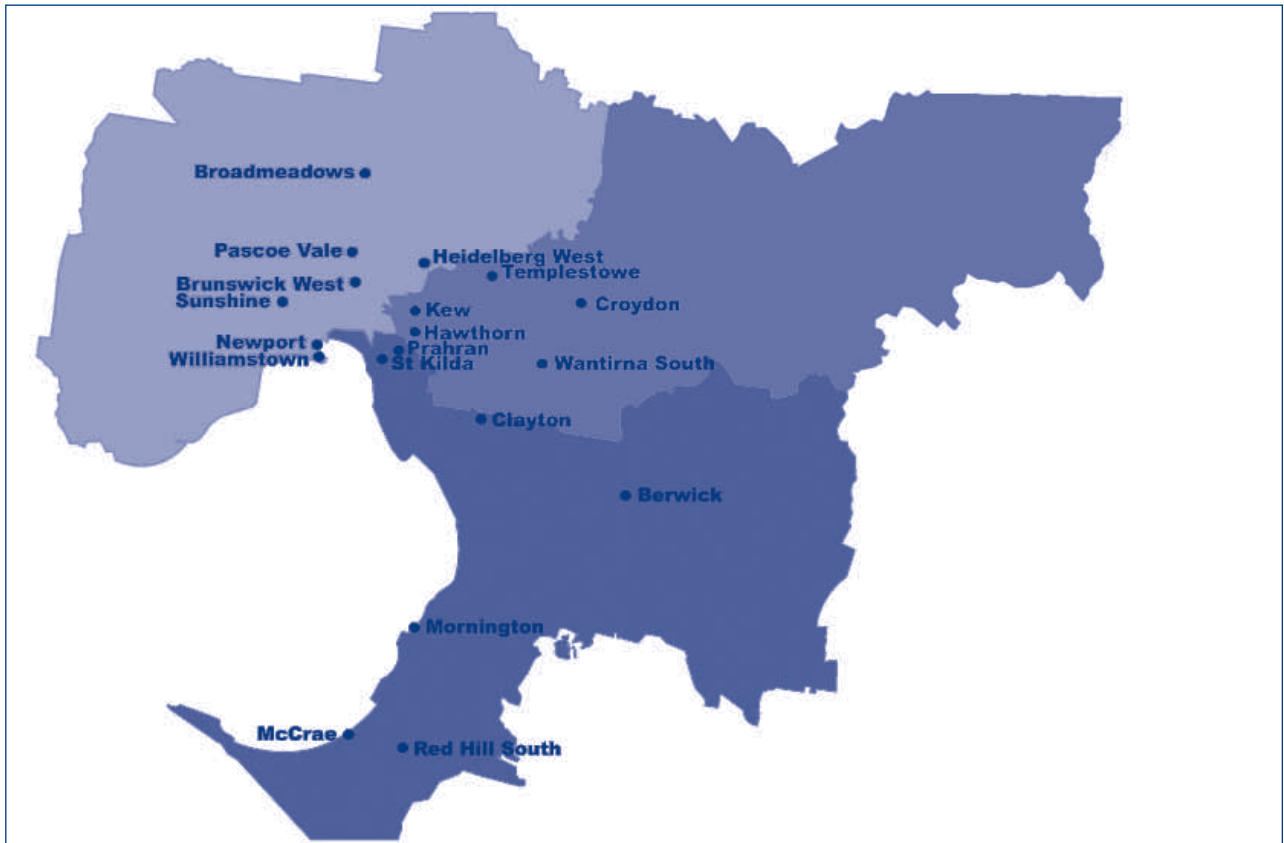 Broadmeadows
Pascoe Vale
Heidelberg West
Templestowe
Brunswick West
Sunshine
Croydon
Kew
Hawthorn
Newport
Prahran
Williamstown
St Kilda
Wantirna South
Clayton
Berwick
Mornington
McCrae
Red Hill South